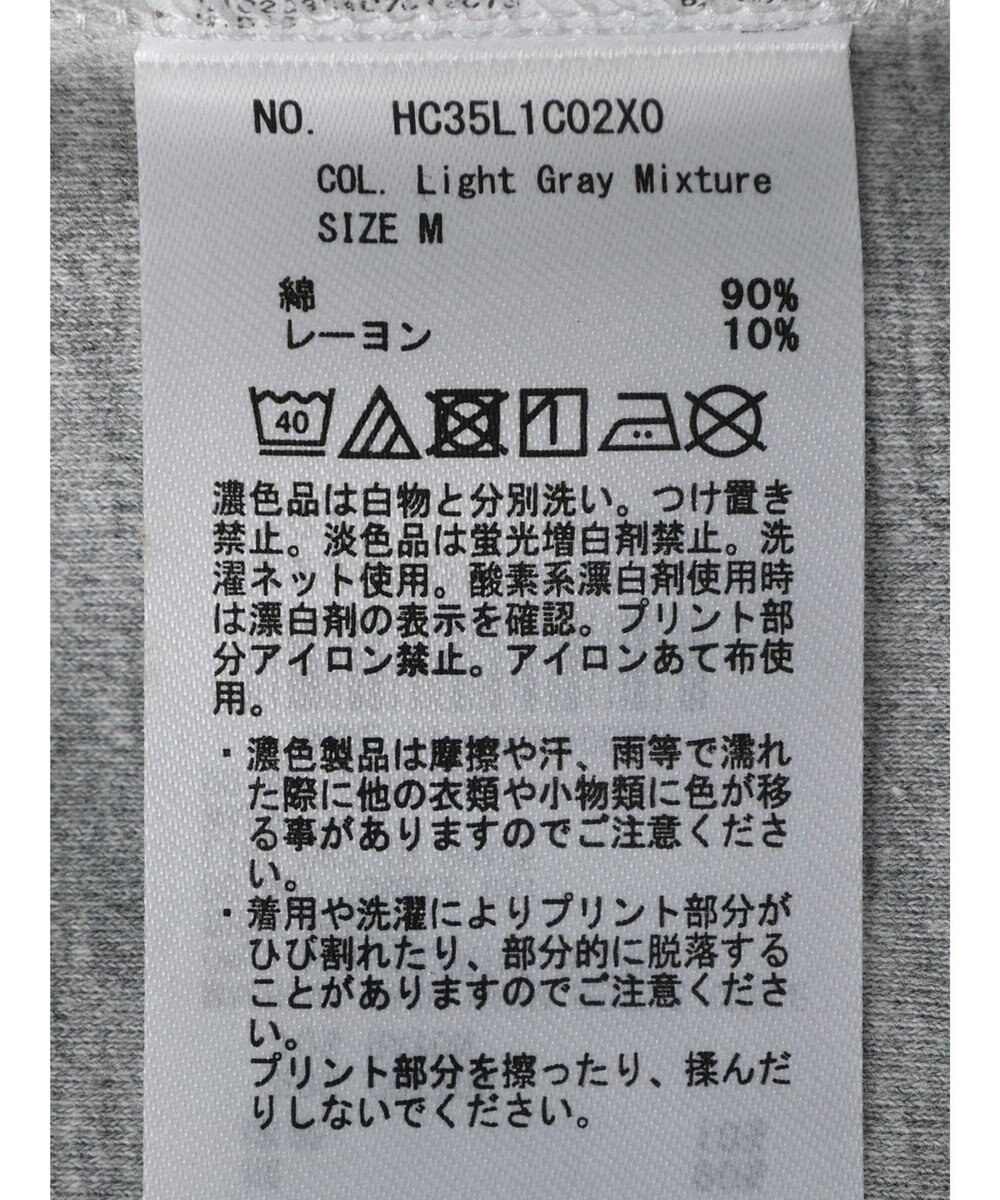 NO. HC35L1C02X0
COL. Light Gray Mixture
SIZE M
綿 90%
レーヨン 10%
40
濃色品は白物と分別洗い。つけ置き
禁止。淡色品は蛍光増白剤禁止。洗
濯ネット使用。酸素系漂白剤使用時
は漂白剤の表示を確認。プリント部
分アイロン禁止。アイロンあて布使
用。
・濃色製品は摩擦や汗、雨等で濡れ
た際に他の衣類や小物類に色が移
る事がありますのでご注意くださ
い。
・着用や洗濯によりプリント部分が
ひび割れたり、部分的に脱落する
ことがありますのでご注意くださ
い。
プリント部分を擦ったり、揉んだ
りしないでください。